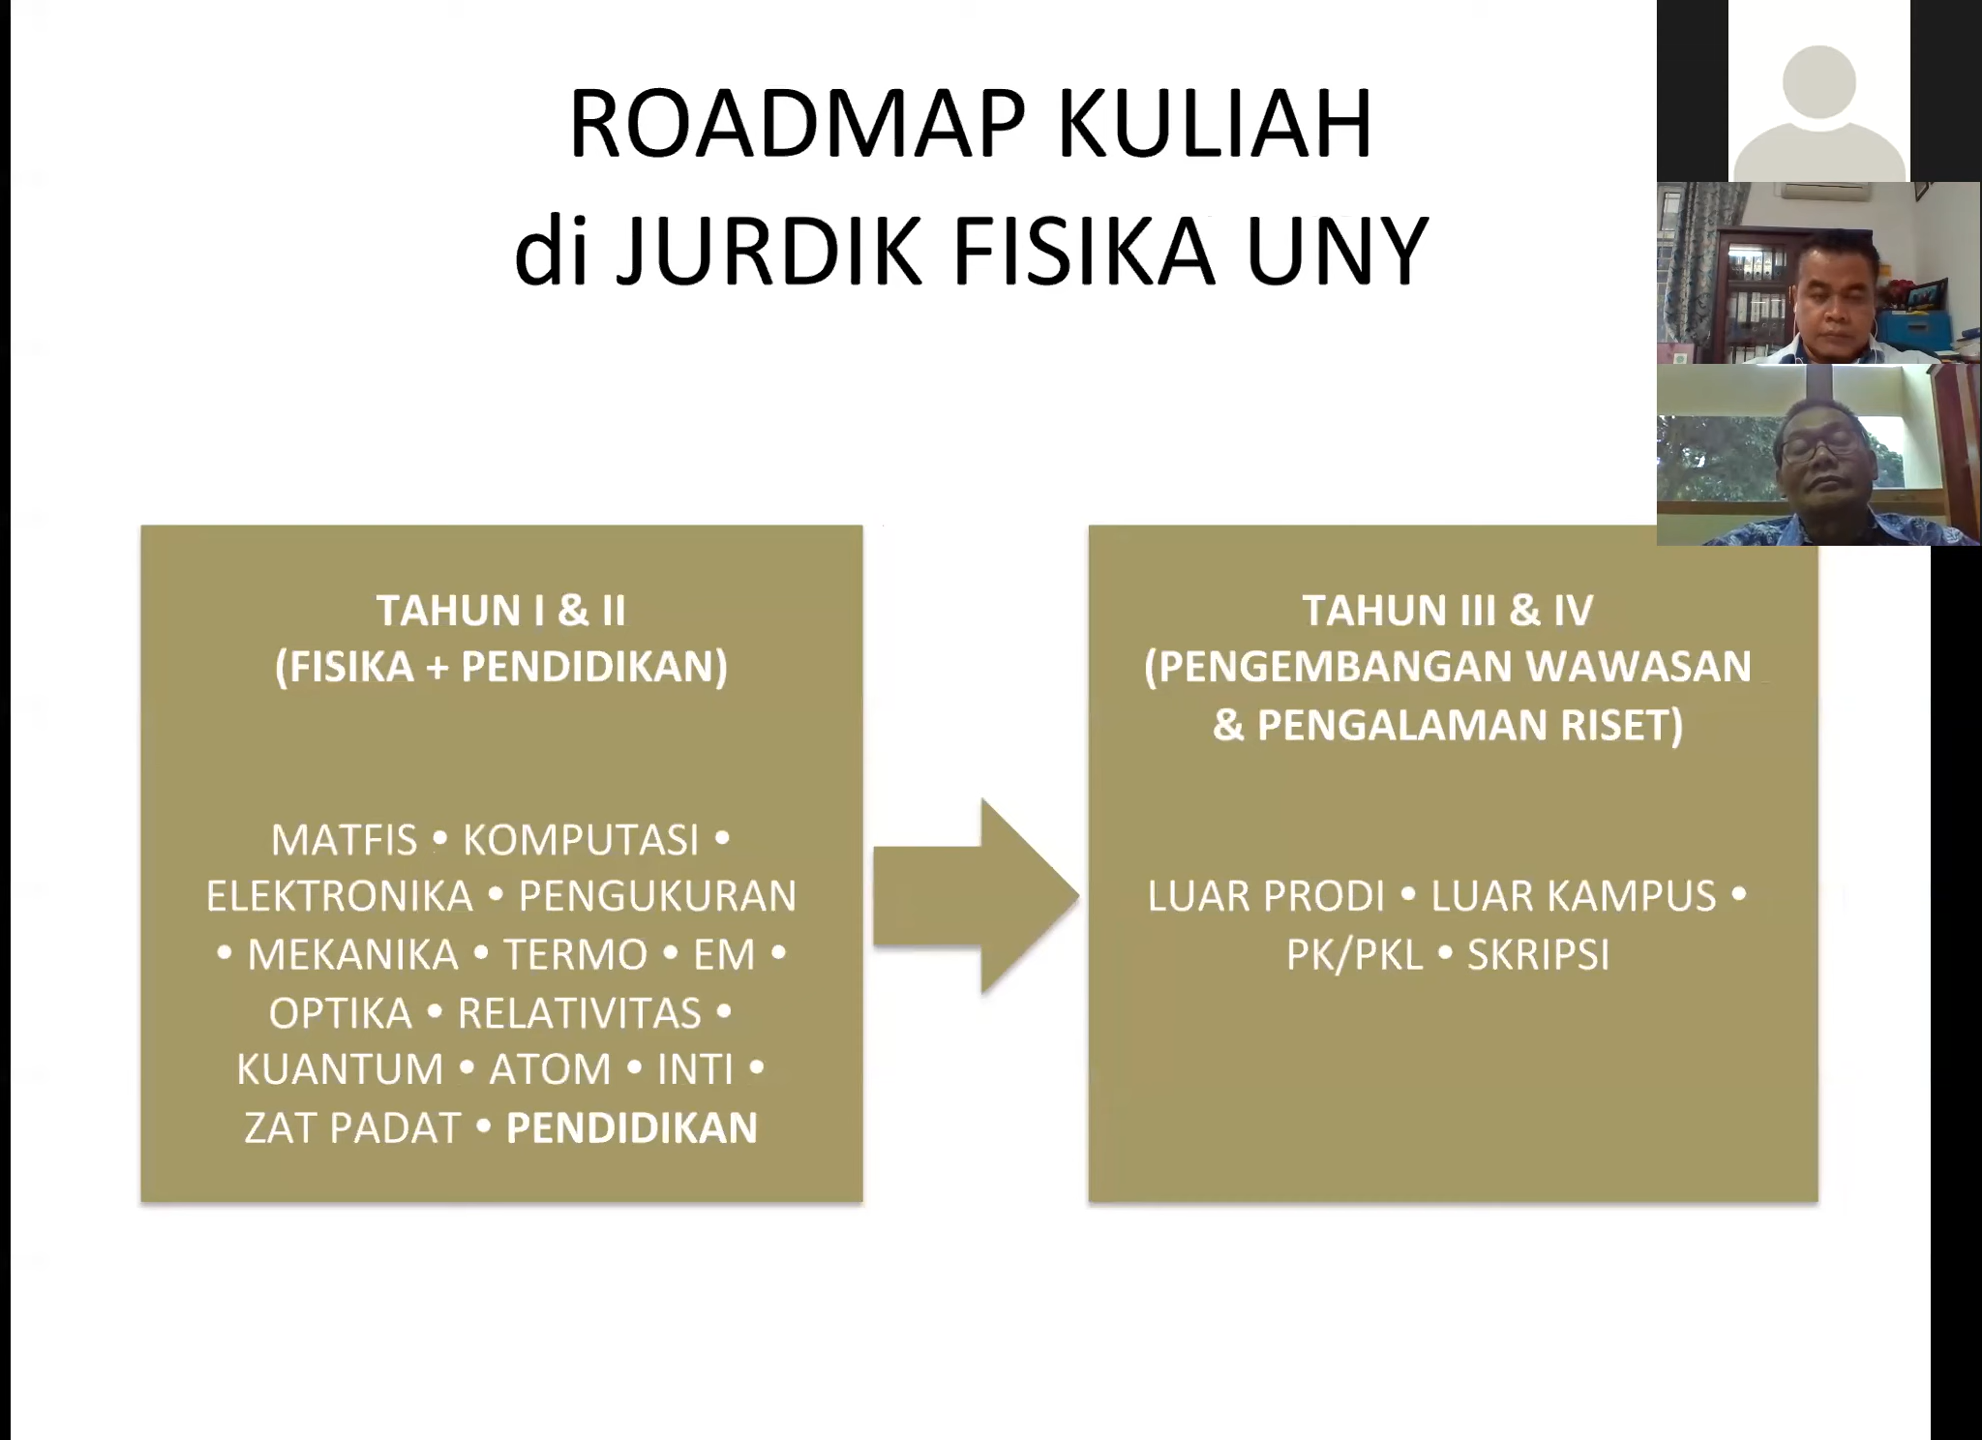 ROADMAP KULIAH
di JURDIK FISIKA UNY
TAHUN I & II
(FISIKA + PENDIDIKAN)
MATFIS • KOMPUTASI •
ELEKTRONIKA • PENGUKURAN
• MEKANIKA • TERMO • EM •
OPTIKA • RELATIVITAS •
KUANTUM • ATOM • INTI •
ZAT PADAT • PENDIDIKAN
TAHUN III & IV
(PENGEMBANGAN WAWASAN
& PENGALAMAN RISET)
LUAR PRODI • LUAR KAMPUS •
PK/PKL • SKRIPSI